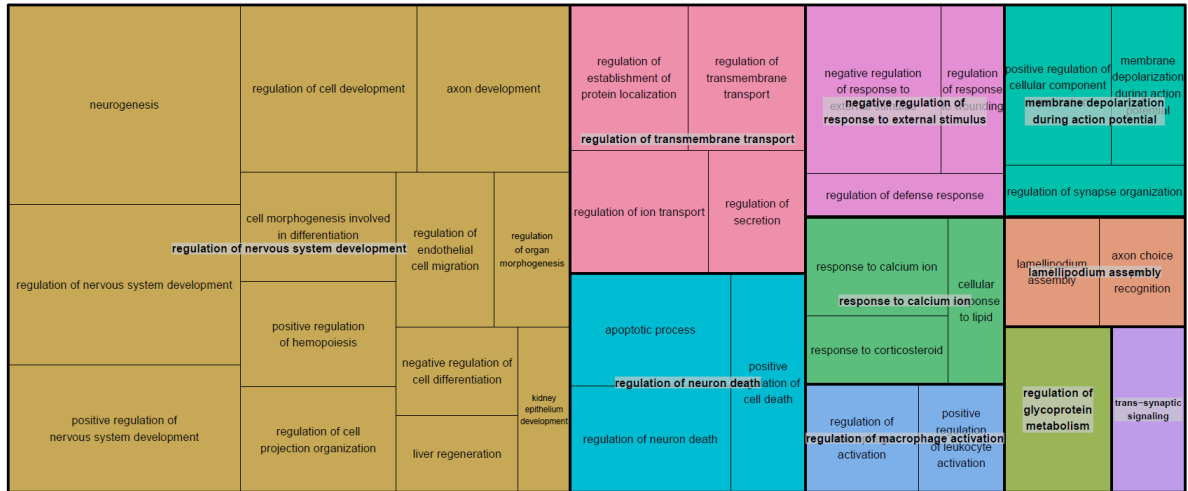 neurogenesis
regulation of nervous system development
positive regulation of
nervous system development
regulation of cell development
axon development
cell morphogenesis involved
in differentiation
regulation of nervous system development
regulation of
endothelial
cell migration
regulation
of organ
morphogenesis
positive regulation
of hemopoiesis
regulation of cell
projection organization
negative regulation of
cell differentiation
liver regeneration
kidney
epithelium
development
regulation of
establishment of
protein localization
regulation of
transmembrane
transport
regulation of transmembrane transport
regulation of ion transport
regulation of
secretion
apoptotic process
regulation of neuron death
positive
regulation of
cell death
regulation of neuron death
negative regulation
of response to
external stimulus
regulation
of response
to wounding
negative regulation of
response to external stimulus
regulation of defense response
response to calcium ion
response to calcium ion
cellular
response
to lipid
response to corticosteroid
regulation of
activation
regulation of macrophage activation
positive
regulation
of leukocyte
activation
positive regulation of
cellular component
membrane
depolarization
during action
potential
membrane depolarization
during action potential
regulation of synapse organization
lamellipodium
assembly
lamellipodium assembly
axon choice
recognition
regulation of
glycoprotein
metabolism
trans−synaptic
signaling